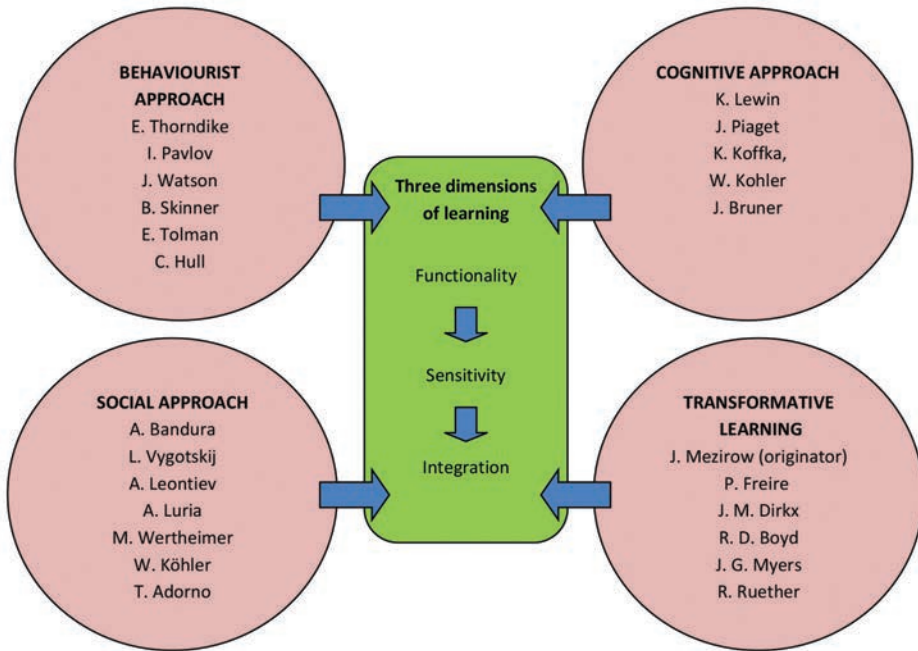 BEHAVIOURIST
APPROACH
E. Thorndike
I. Pavlov
J. Watson
B. Skinner
E. Tolman
C. Hull
COGNITIVE APPROACH
K. Lewin
J. Piaget
K. Koffka,
W. Kohler
J. Bruner
Three dimensions
of learning
Functionality
Sensitivity
Integration
SOCIAL APPROACH
A. Bandura
L. Vygotskij
A. Leontiev
A. Luria
M. Wertheimer
W. Köhler
T. Adorno
TRANSFORMATIVE
LEARNING
J. Mezirow (originator)
P. Freire
J. M. Dirkx
R. D. Boyd
J. G. Myers
R. Ruether